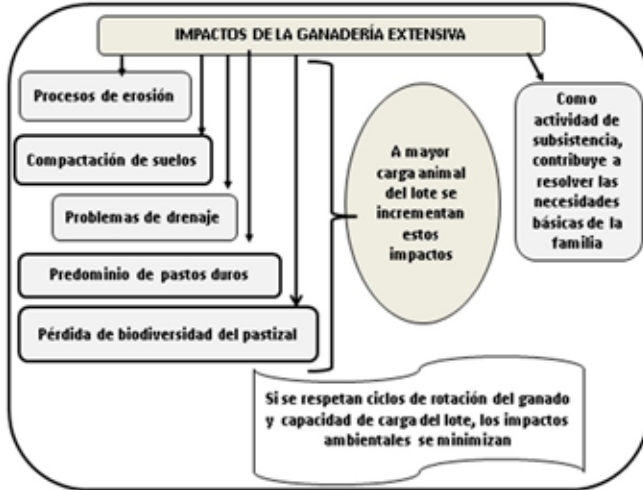 IMPACTOS DE LA GANADERÍA EXTENSIVA
Procesos de erosión
Compactación de suelos
Problemas de drenaje
Predominio de pastos duros
Pérdida de biodiversidad del pastizal
A mayor
carga animal
del lote se
incrementan
estos
impactos
Como
actividad de
subsistencia,
contribuye a
resolver las
necesidades
básicas de la
familia
Si se respetan ciclos de rotación del ganado
y capacidad de carga del lote, los impactos
ambientales se minimizan